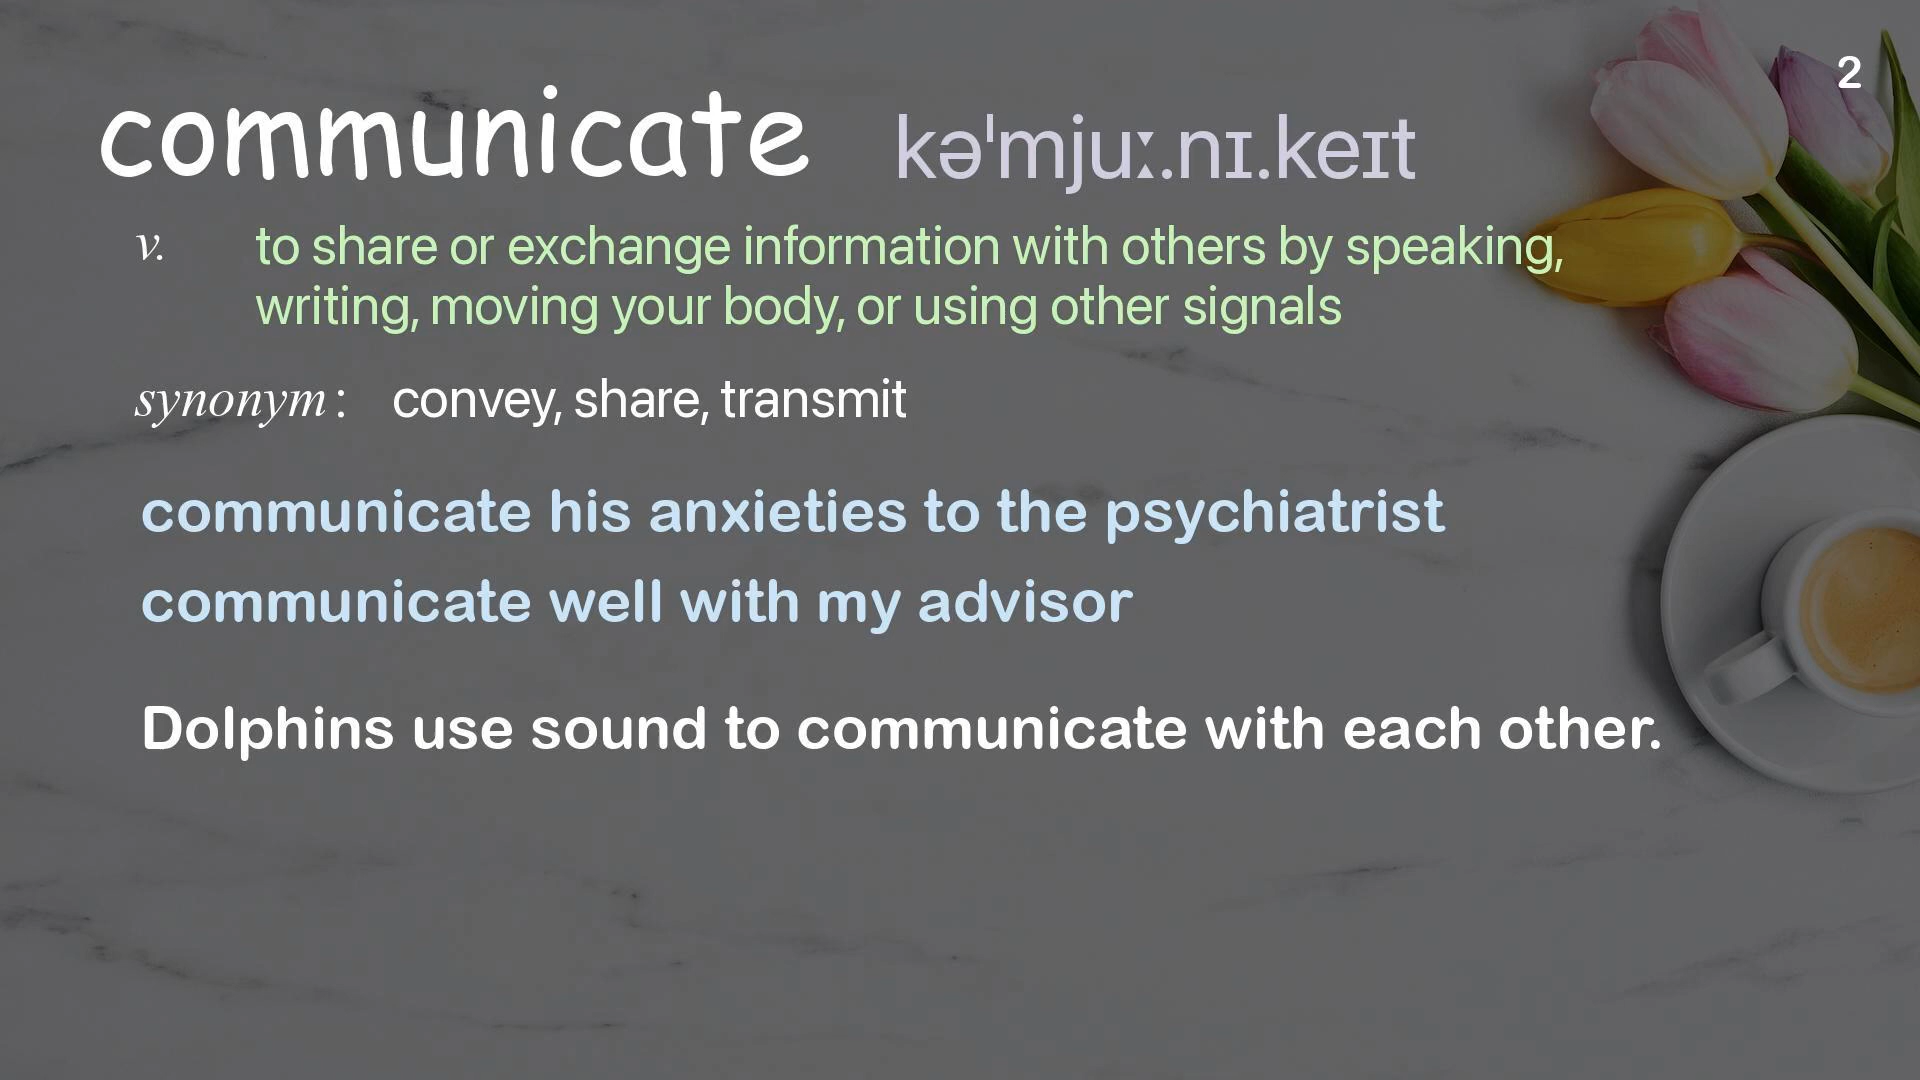 2
communicate kəˈmjuː.nɪ.keɪt
v. to share or exchange information with others by speaking,
writing, moving your body, or using other signals
synonym : convey, share, transmit
communicate his anxieties to the psychiatrist
communicate well with my advisor
Dolphins use sound to communicate with each other.